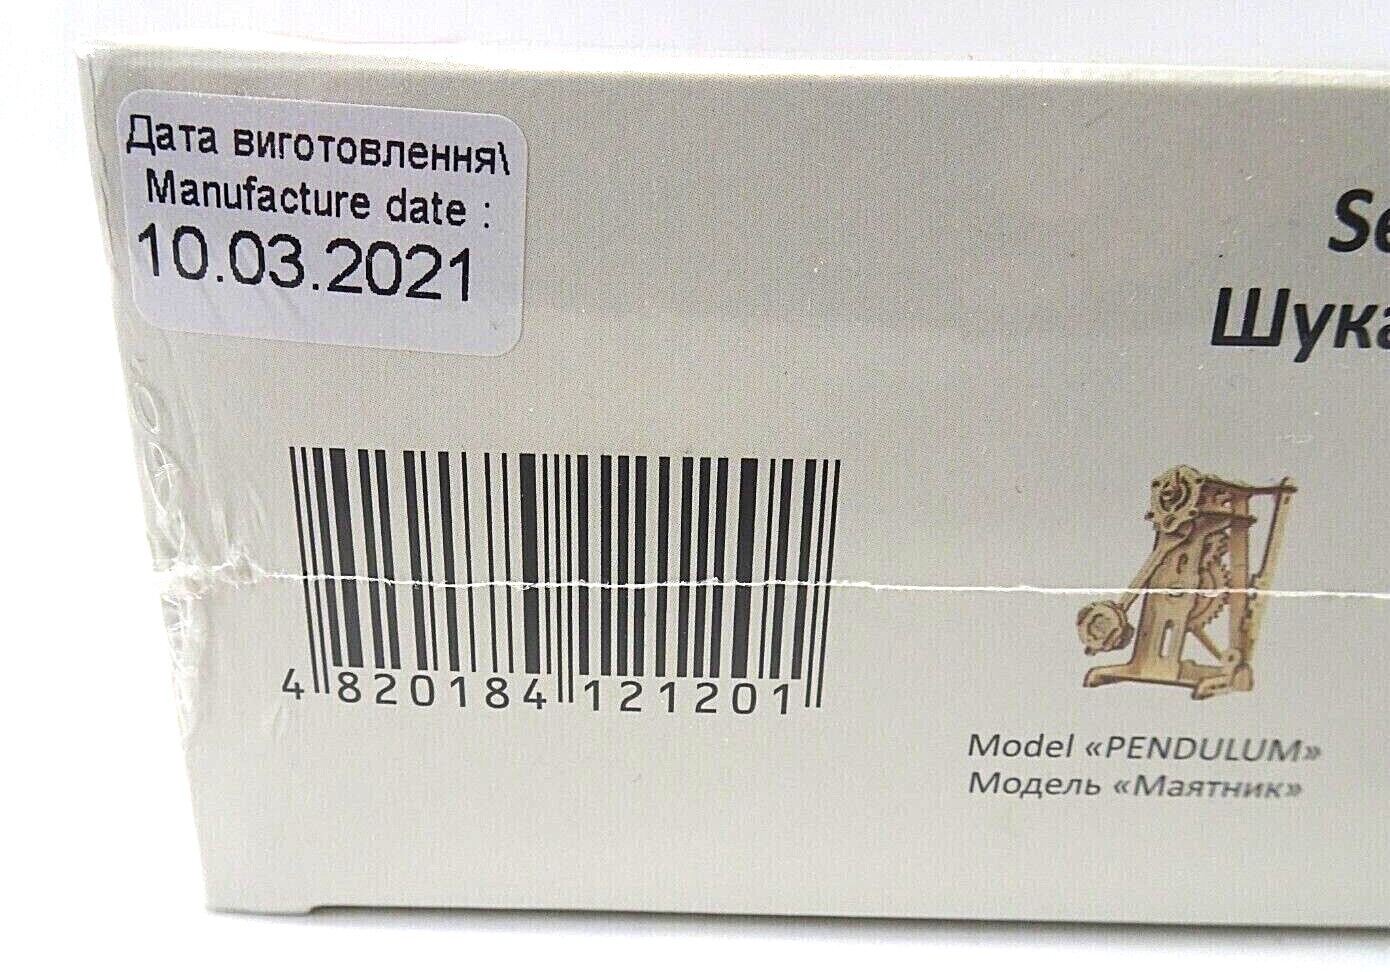 Дата виготовлення\
Manufacture date :
10.03.2021
4 820184 121201
Model «PENDULUM»
Модель «Маятник»